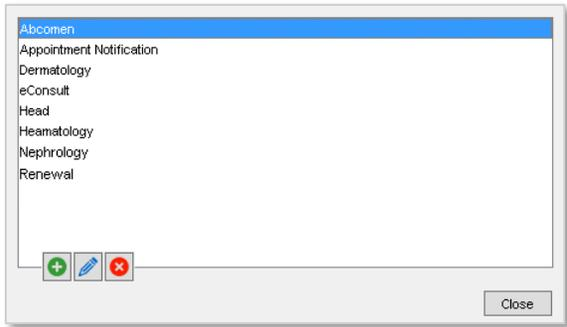 Abcomen
Appointment Notification
Dermatology
eConsult
Head
Heamatology
Nephrology
Renewal
Close